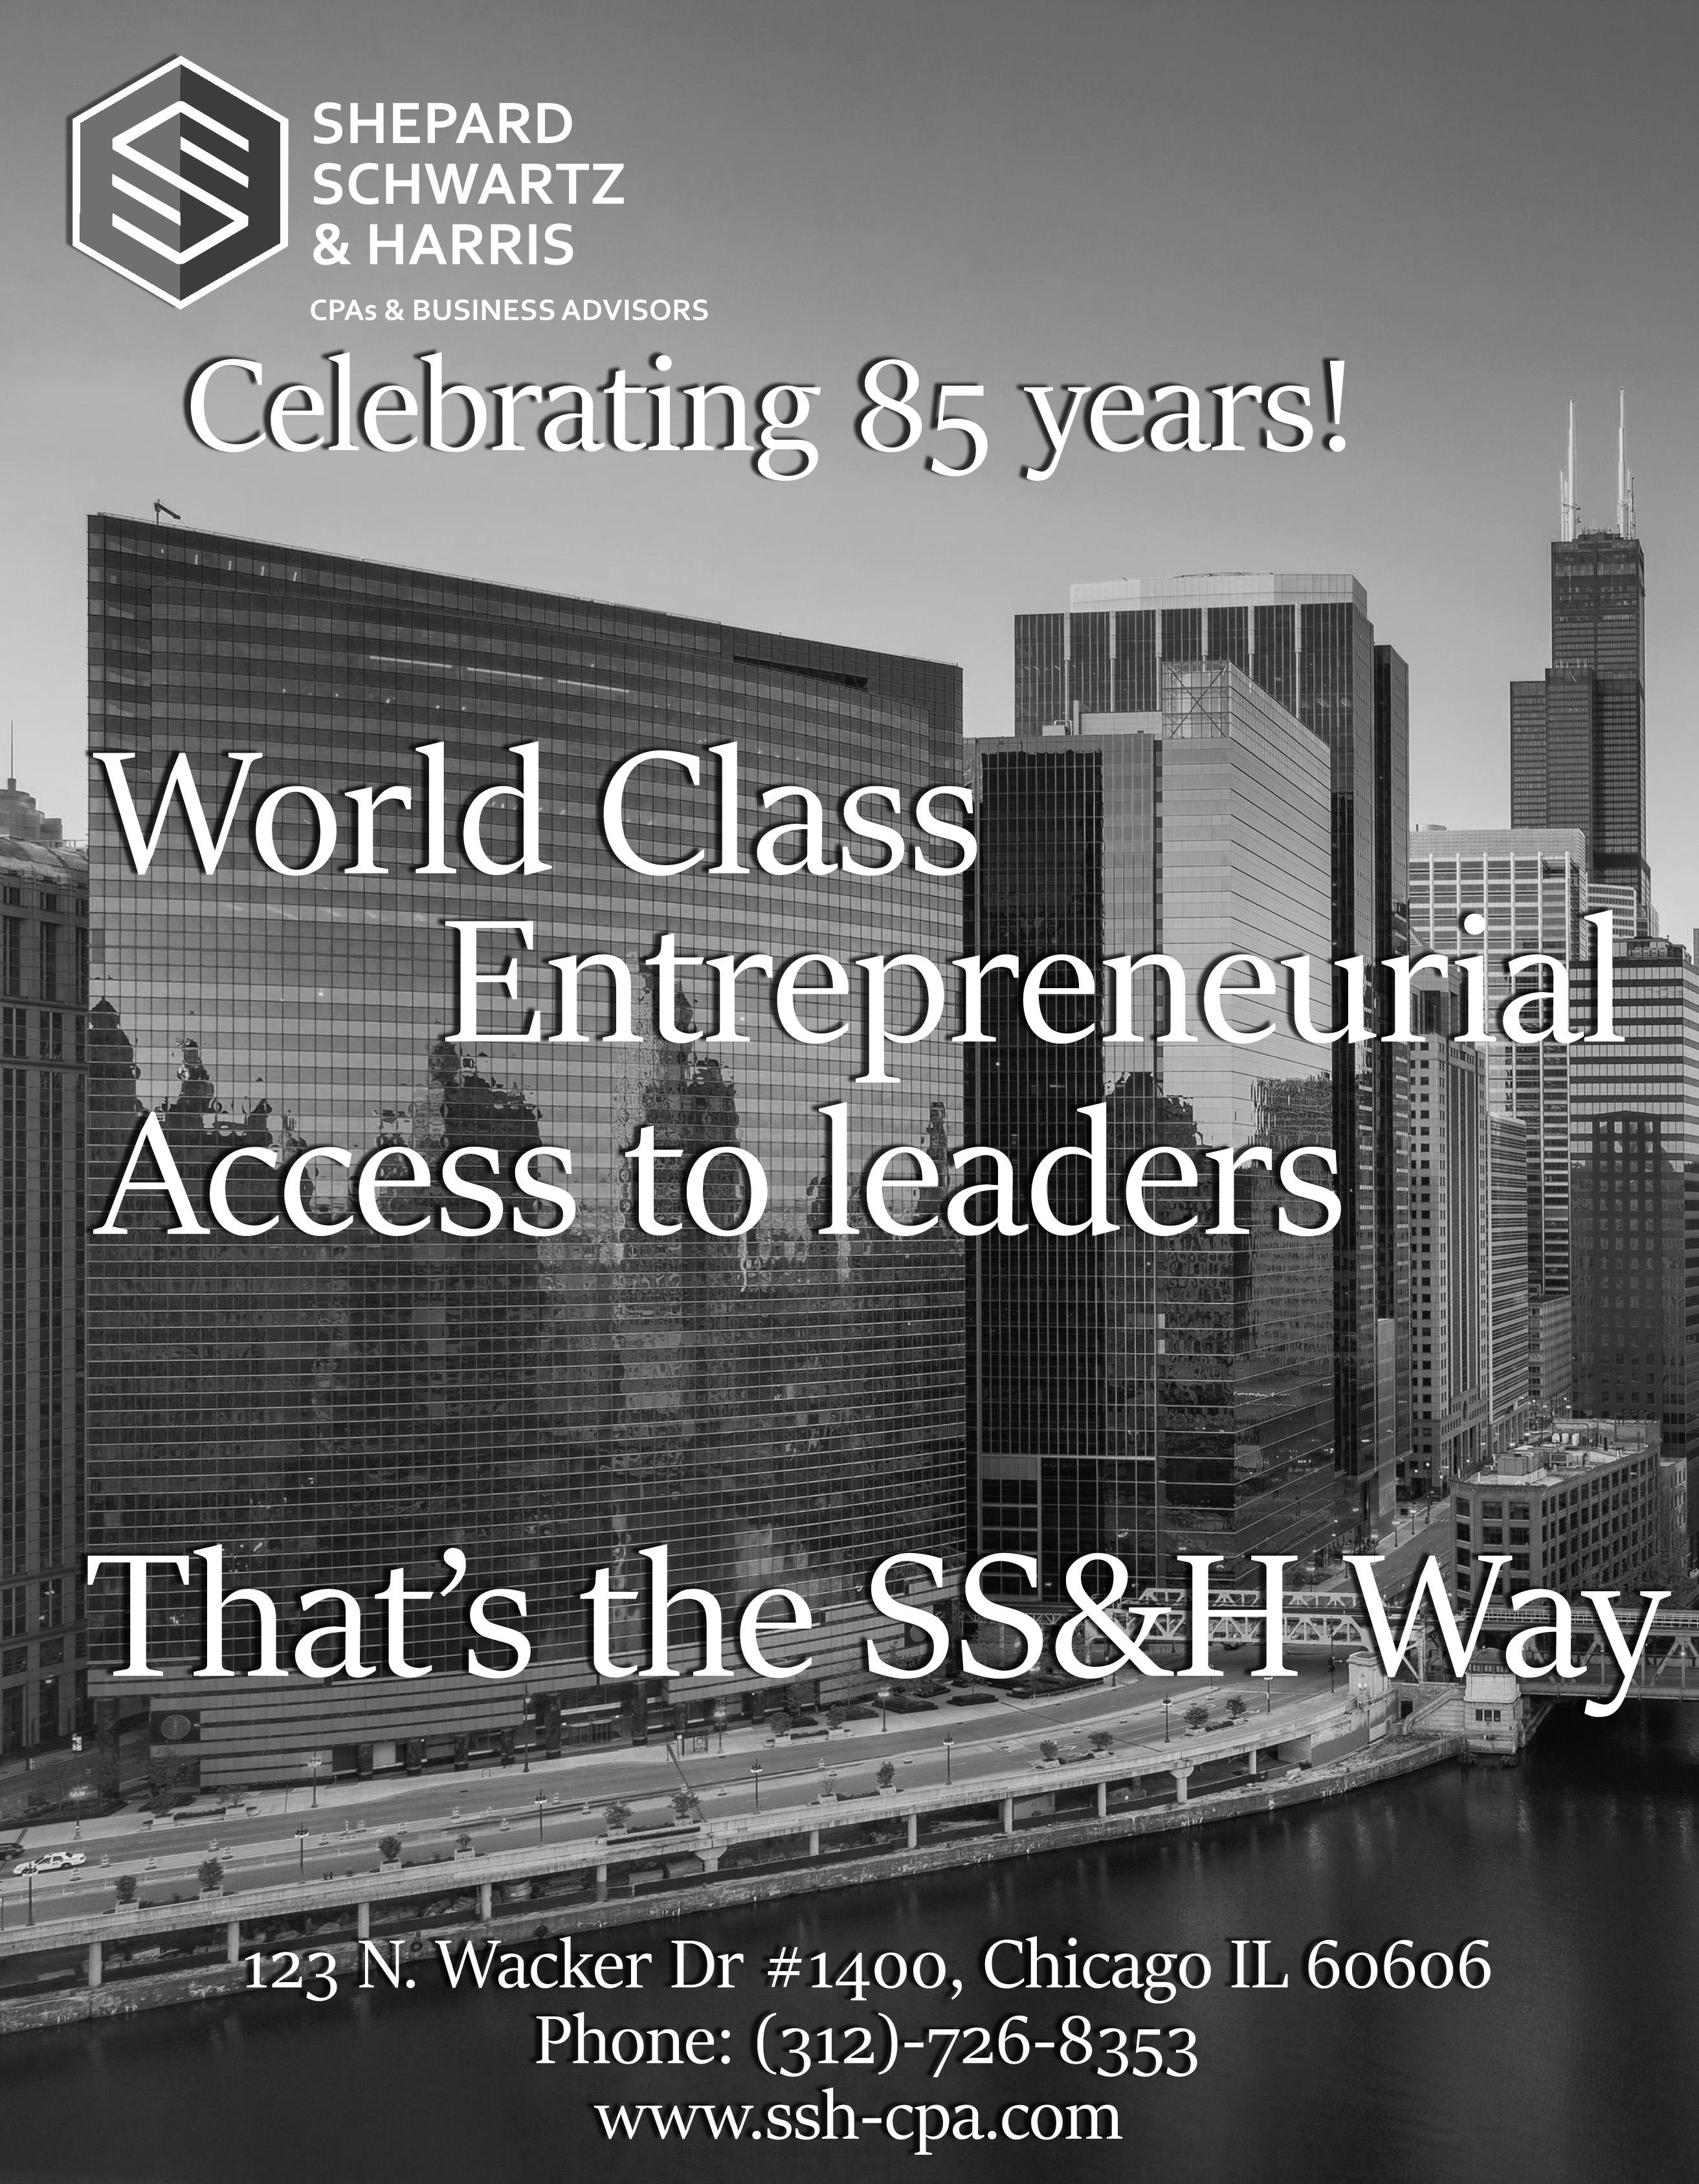 SHEPARD
SCHWARTZ
& HARRIS
CPAs & BUSINESS ADVISORS
Celebrating 85 years!
World Class
Entrepreneurial
Access to leaders
That’s the SS&H Way
123 N. Wacker Dr #1400, Chicago IL 60606
Phone: (312)-726-8353
www.ssh-cpa.com